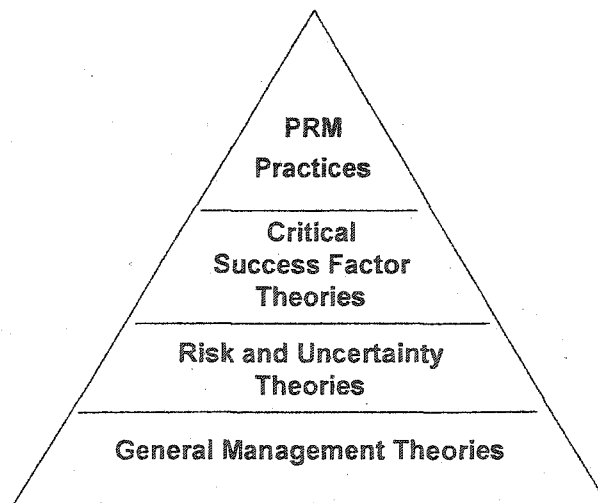 PRM
Practices
Critical
Success Factor
Theories
Risk and Uncertainty
Theories
General Management Theories